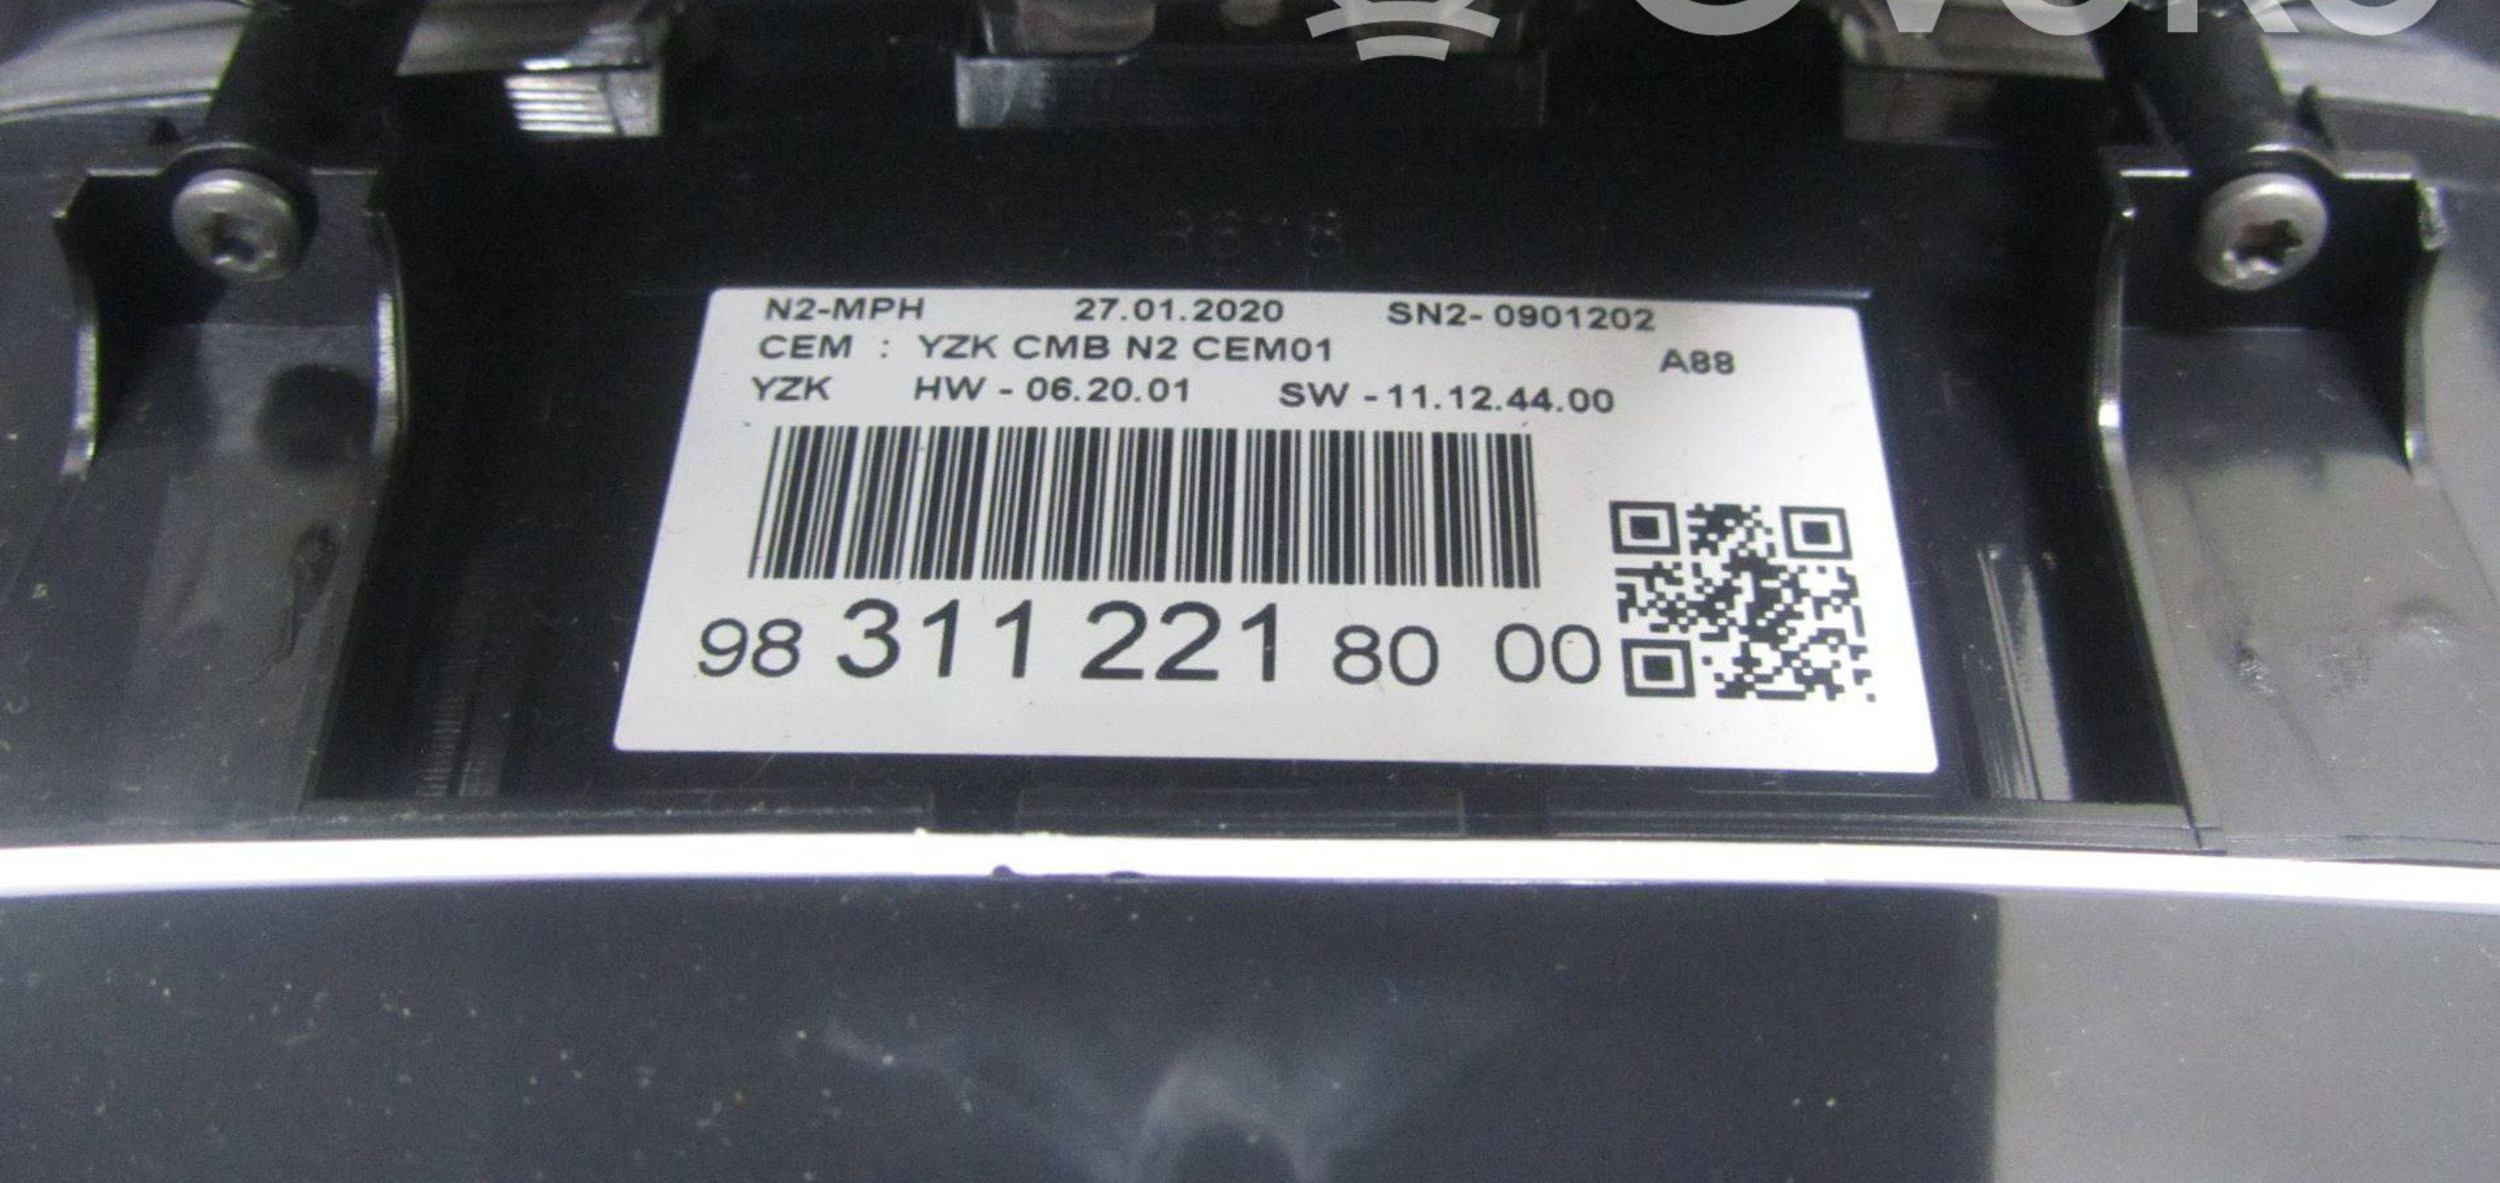 N2-MPH 27.01.2020 SN2- 0901202
CEM : YZK CMB N2 CEM01
A88
YZK HW - 06.20.01 SW - 11.12.44.00
98 311 221 80 00